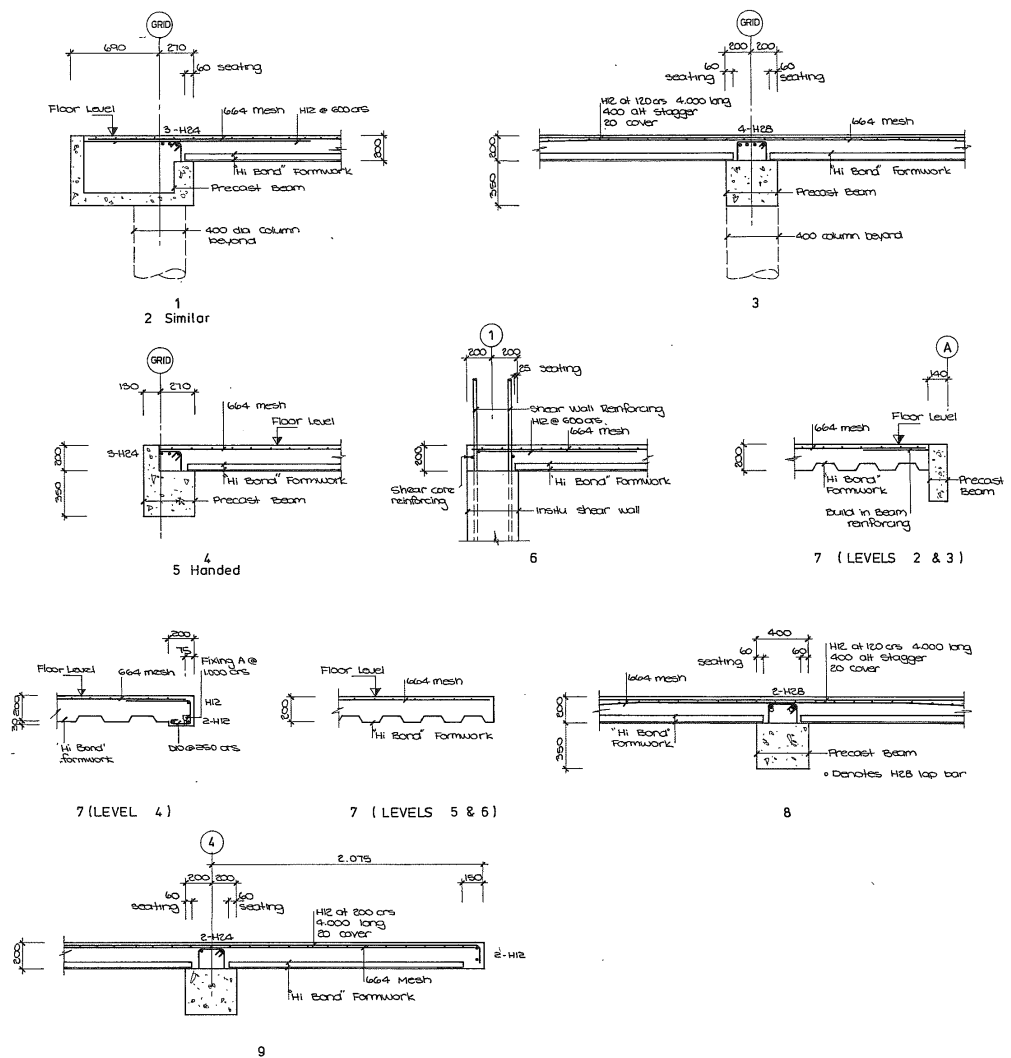 GRID
690
270
60 seating
Floor Level
664 mesh
H12 @ 600 crs
3-H24
200
"Hi Bond" Formwork
Precast Beam
400 dia column
beyond
1
2 Similar
GRID
200
200
60
seating
60
seating
H12 at 120 crs 4.000 long
400 alt stagger
20 cover
4-H28
664 mesh
200
350
"Hi Bond" Formwork
Precast Beam
400 column beyond
3
GRID
150
270
664 mesh
Floor Level
3-H24
200
350
"Hi Bond" Formwork
Precast Beam
4
5 Handed
1
200
200
25 seating
Shear wall Reinforcing
H12 @ 600 crs
664 mesh
200
"Hi Bond" Formwork
Shear core
reinforcing
Insitu shear wall
6
A
140
Floor Level
664 mesh
200
"Hi Bond"
Formwork
Precast
Beam
Build in Beam
reinforcing
7 (LEVELS 2 & 3)
200
75
Fixing A @
1.000 crs
Floor Level
664 mesh
H12
2-H12
200
"Hi Bond"
formwork
D10 @ 250 crs
7 (LEVEL 4)
Floor Level
664 mesh
200
"Hi Bond" Formwork
7 (LEVELS 5 & 6)
400
seating
60
60
H12 at 120 crs 4.000 long
400 alt stagger
20 cover
664 mesh
2-H28
200
350
"Hi Bond"
Formwork
Precast Beam
o Denotes H28 lap bar
8
4
2.075
200
200
150
60
seating
60
seating
H12 at 200 crs
4.000 long
20 cover
2-H24
200
2-H12
664 Mesh
"Hi Bond" Formwork
9